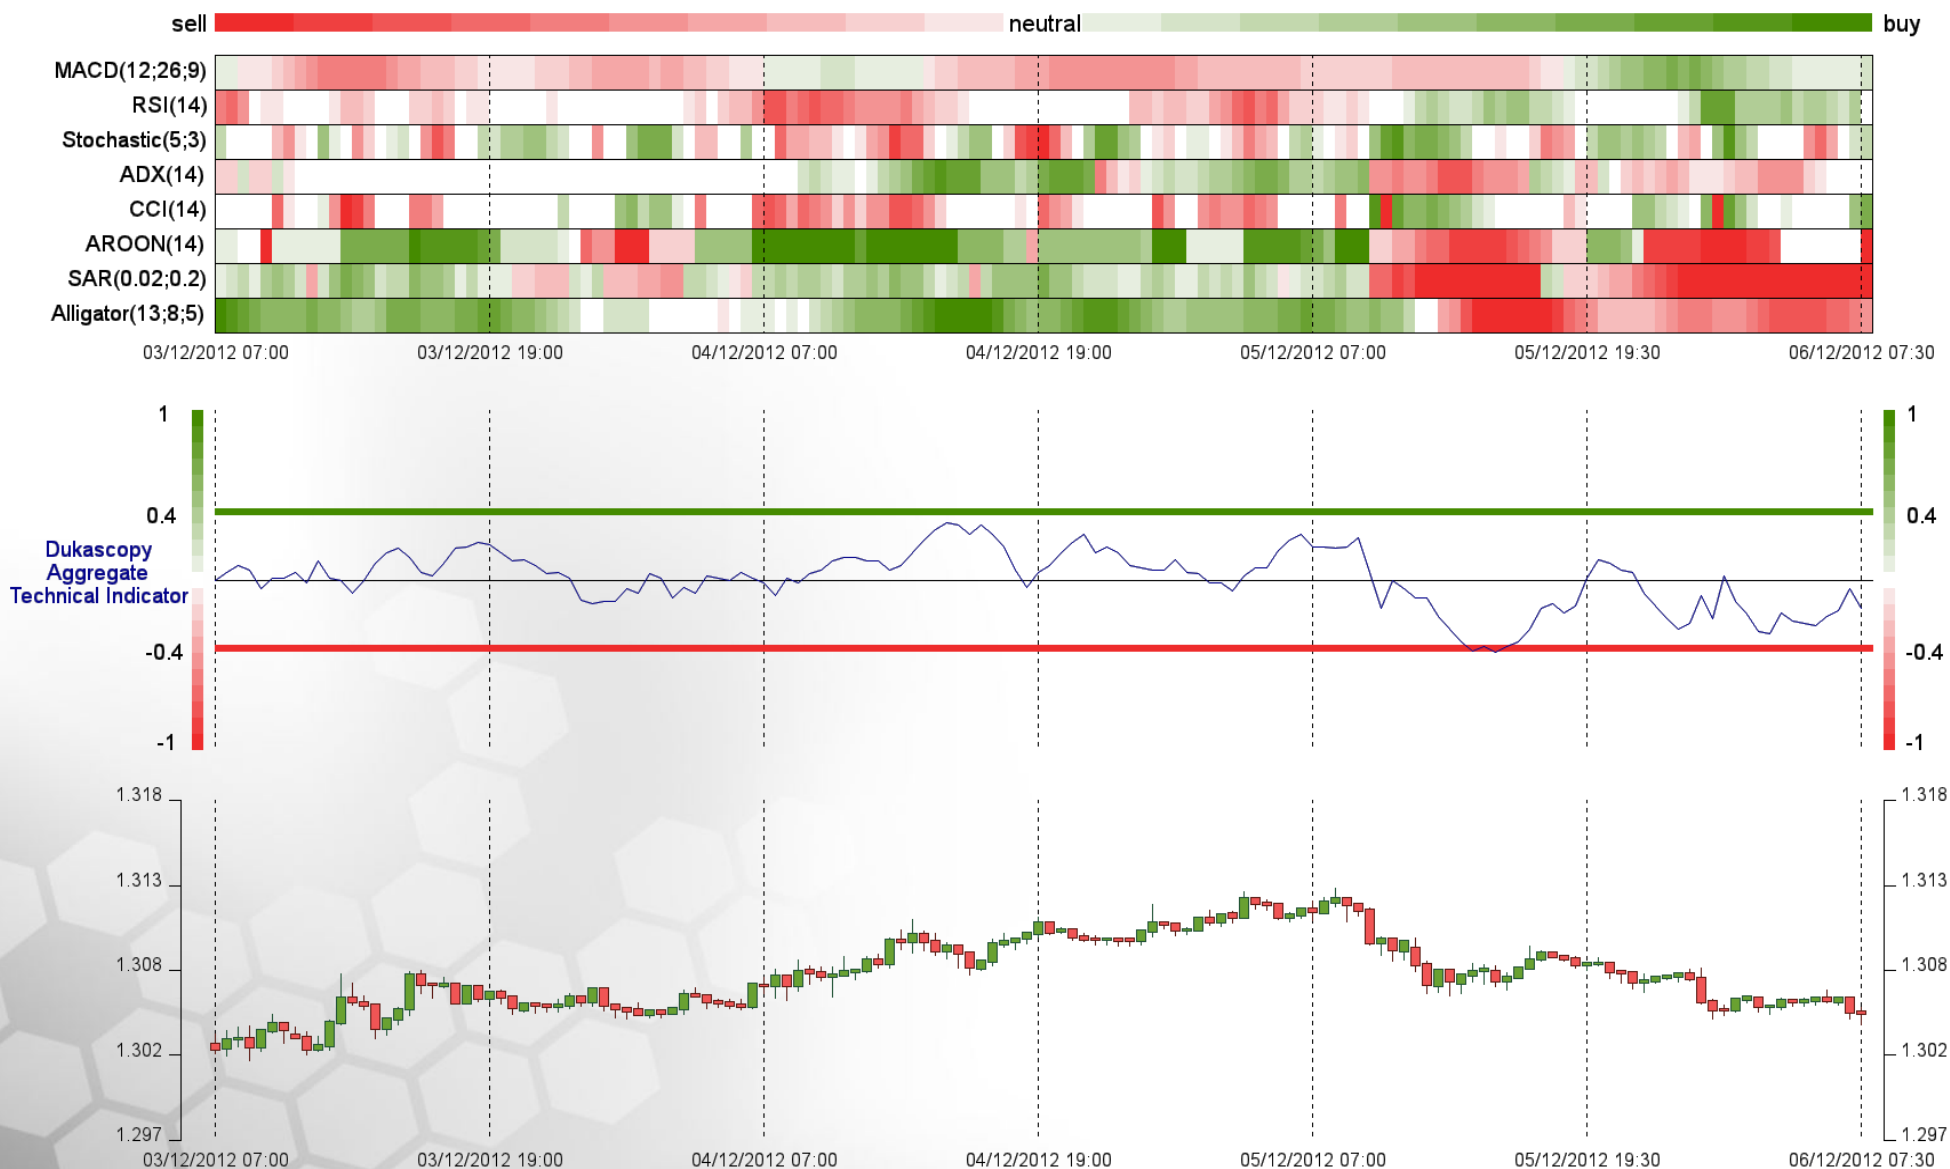 sell neutral buy
MACD(12;26;9)
RSI(14)
Stochastic(5;3)
ADX(14)
CCI(14)
AROON(14)
SAR(0.02;0.2)
Alligator(13;8;5)
03/12/2012 07:00 03/12/2012 19:00 04/12/2012 07:00 04/12/2012 19:00 05/12/2012 07:00 05/12/2012 19:30 06/12/2012 07:30
1 1
0.4 0.4
Dukascopy
Aggregate
Technical Indicator
-0.4 -0.4
-1 -1
1.318 1.318
1.313 1.313
1.308 1.308
1.302 1.302
1.297 1.297
03/12/2012 07:00 03/12/2012 19:00 04/12/2012 07:00 04/12/2012 19:00 05/12/2012 07:00 05/12/2012 19:30 06/12/2012 07:30